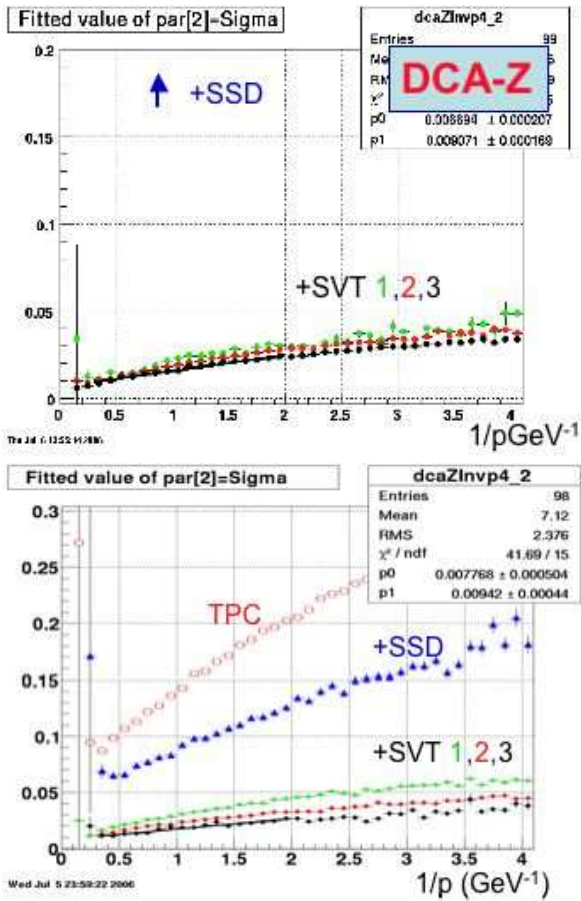 Fitted value of par[2]=Sigma
dcaZInvp4_2
Entries 99
DCA-Z
p0 0.006694 ± 0.000207
p1 0.009071 ± 0.000169
+SSD
+SVT 1,2,3
0.2
0.15
0.1
0.05
0
0 0.5 1 1.5 2 2.5 3 3.5 4
1/pGeV-1
Fitted value of par[2]=Sigma
dcaZInvp4_2
Entries 98
Mean 7.12
RMS 2.376
χ² / ndf 41.69 / 15
p0 0.007768 ± 0.000504
p1 0.00942 ± 0.00044
TPC
+SSD
+SVT 1,2,3
0.3
0.25
0.2
0.15
0.1
0.05
0
0 0.5 1 1.5 2 2.5 3 3.5 4
1/p (GeV-1)
Wed Jul 5 23:59:22 2006